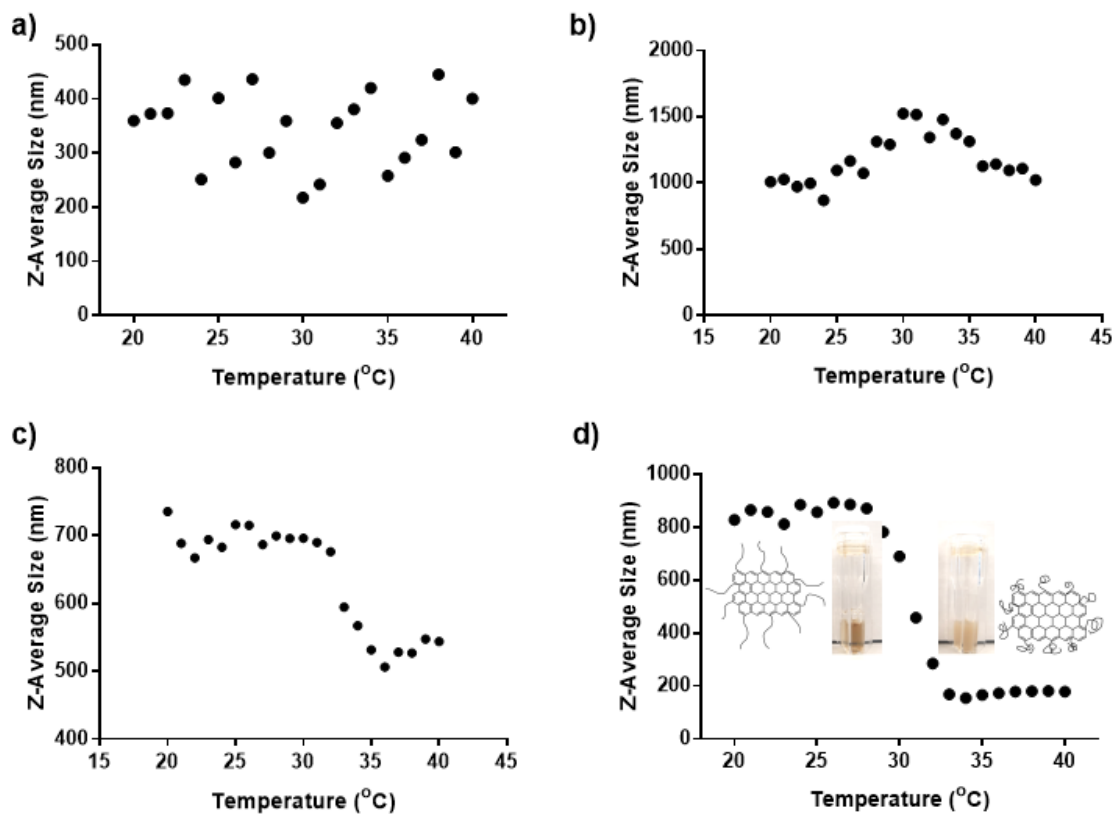 a)
500
400
300
200
100
0
Z-Average Size (nm)
20 25 30 35 40
Temperature (°C)
b)
2000
1500
1000
500
0
Z-Average Size (nm)
15 20 25 30 35 40 45
Temperature (°C)
c)
800
700
600
500
400
Z-Average Size (nm)
15 20 25 30 35 40 45
Temperature (°C)
d)
1000
800
600
400
200
0
Z-Average Size (nm)
20 25 30 35 40
Temperature (°C)